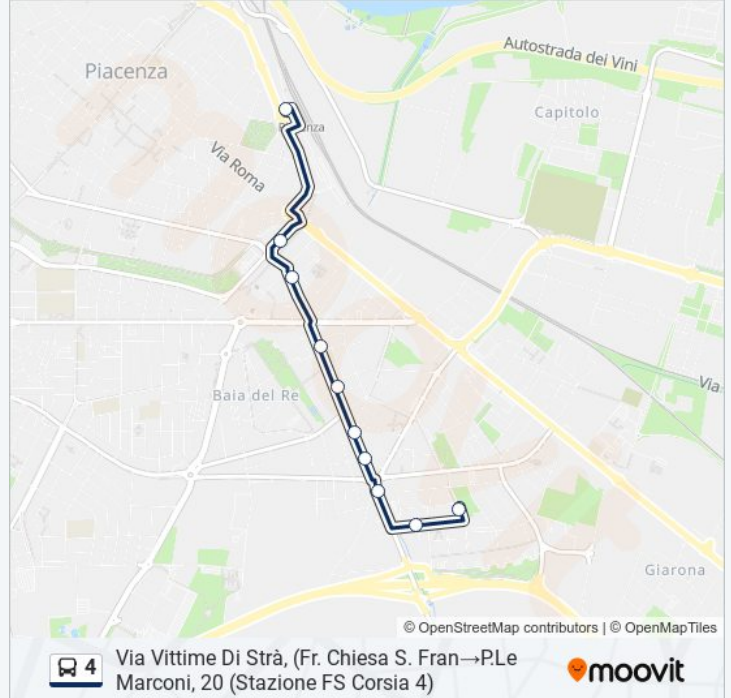 Autostrada dei Vini
Piacenza
Capitolo
Via Roma
Baia del Re
Via
Giarona
© OpenStreetMap contributors | © OpenMapTiles
4
Via Vittime Di Strà, (Fr. Chiesa S. Fran→P.Le
Marconi, 20 (Stazione FS Corsia 4)
moovit